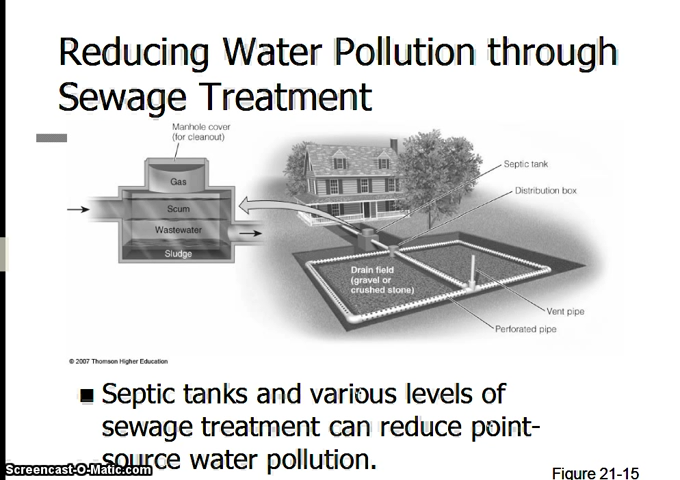 Reducing Water Pollution through
Sewage Treatment
Manhole cover
(for cleanout)
Gas
Scum
Wastewater
Sludge
Septic tank
Distribution box
Drain field
(gravel or
crushed stone)
Vent pipe
Perforated pipe
© 2007 Thomson Higher Education
■ Septic tanks and various levels of
sewage treatment can reduce point-
source water pollution.
Screencast-O-Matic.com
Figure 21-15